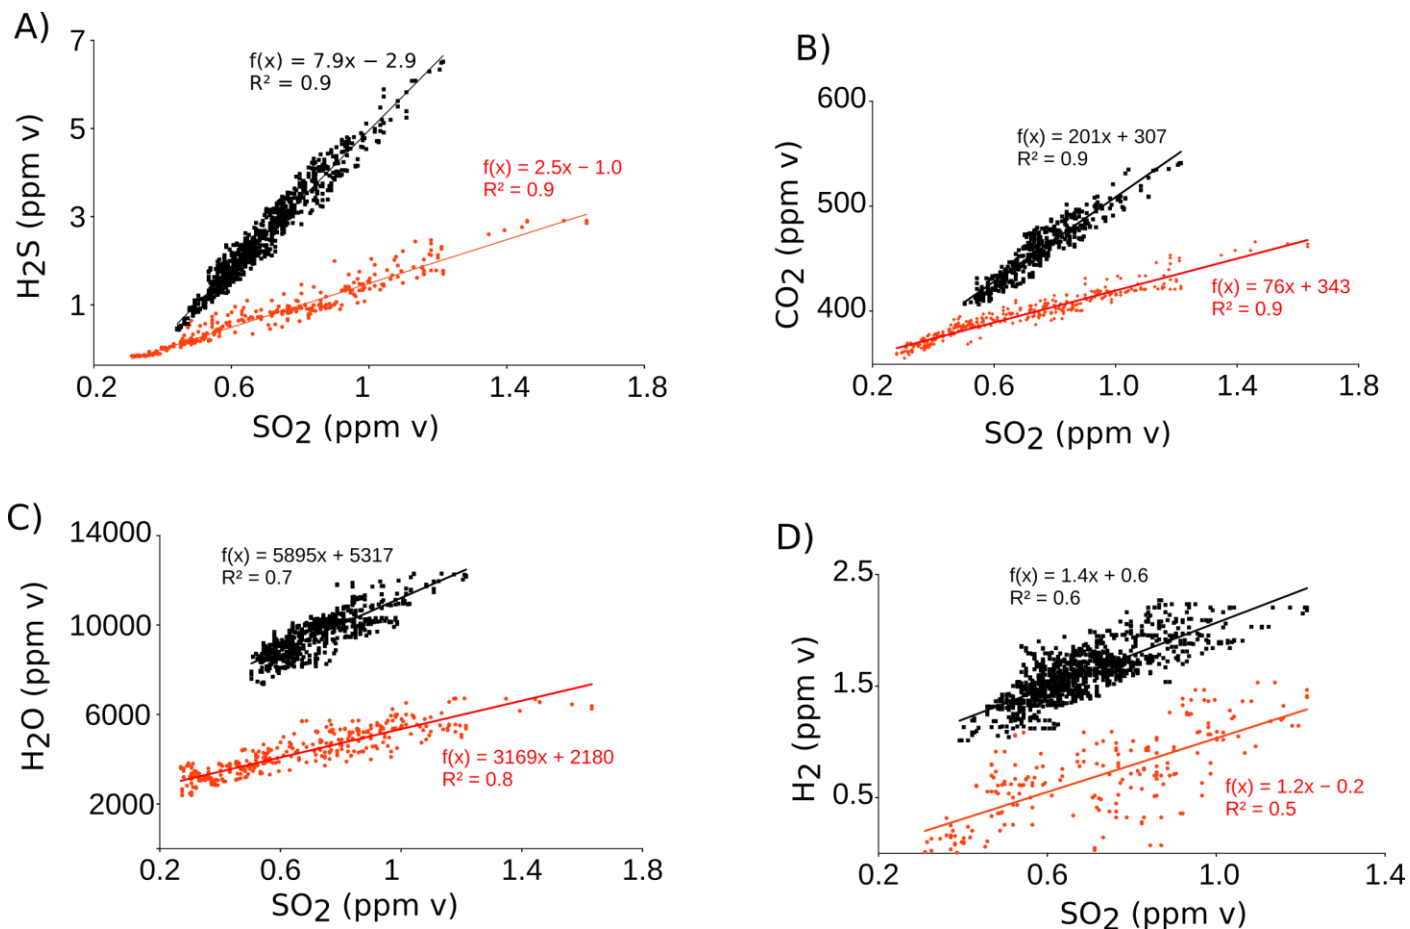 A)
7
5
3
1
H2S (ppm v)
f(x) = 7.9x − 2.9
R² = 0.9
f(x) = 2.5x − 1.0
R² = 0.9
0.2 0.6 1 1.4 1.8
SO2 (ppm v)
B)
600
500
400
CO2 (ppm v)
f(x) = 201x + 307
R² = 0.9
f(x) = 76x + 343
R² = 0.9
0.2 0.6 1.0 1.4 1.8
SO2 (ppm v)
C)
14000
10000
6000
2000
H2O (ppm v)
f(x) = 5895x + 5317
R² = 0.7
f(x) = 3169x + 2180
R² = 0.8
0.2 0.6 1 1.4 1.8
SO2 (ppm v)
D)
2.5
1.5
0.5
H2 (ppm v)
f(x) = 1.4x + 0.6
R² = 0.6
f(x) = 1.2x − 0.2
R² = 0.5
0.2 0.6 1.0 1.4
SO2 (ppm v)